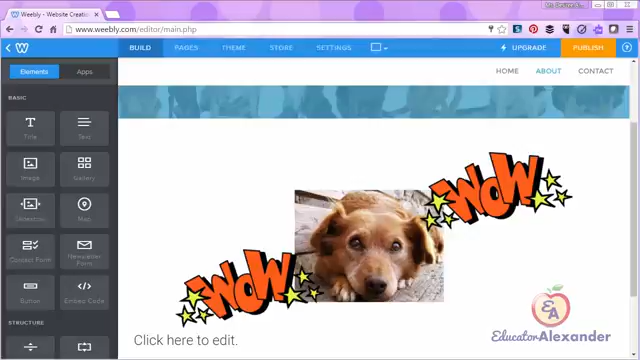 Weebly - Website Creation
www.weebly.com/editor/main.php
BUILD PAGES THEME STORE SETTINGS UPGRADE PUBLISH
Elements Apps
HOME ABOUT CONTACT
BASIC
Title Text
Image Gallery
Slideshow Map
Contact Form Newsletter Form
Button Embed Code
STRUCTURE
WOW
WOW
Click here to edit.
EA
EducatorAlexander